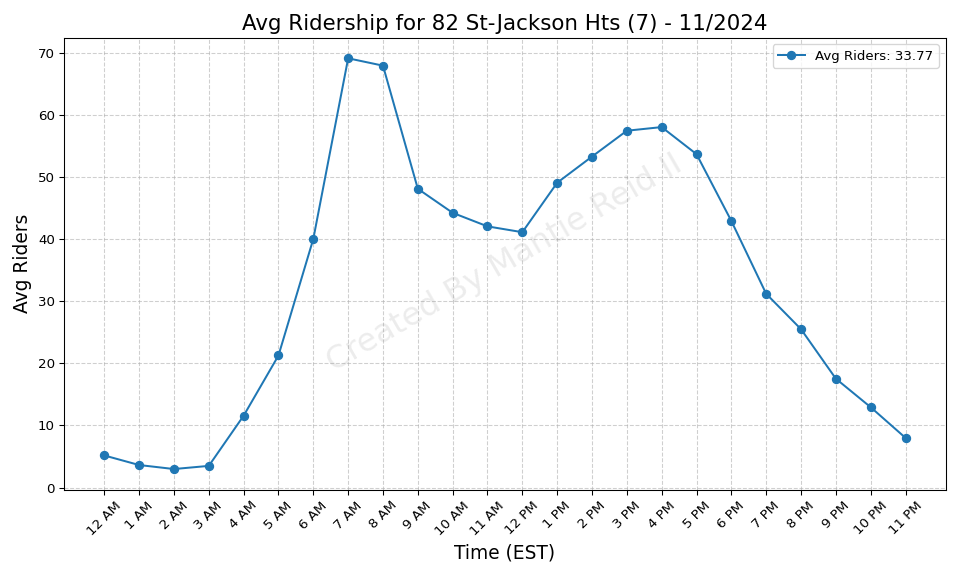 Avg Ridership for 82 St-Jackson Hts (7) - 11/2024
Avg Riders: 33.77
70
60
50
40
30
20
10
0
Avg Riders
Created By Mantie Reid II
12 AM
1 AM
2 AM
3 AM
4 AM
5 AM
6 AM
7 AM
8 AM
9 AM
10 AM
11 AM
12 PM
1 PM
2 PM
3 PM
4 PM
5 PM
6 PM
7 PM
8 PM
9 PM
10 PM
11 PM
Time (EST)